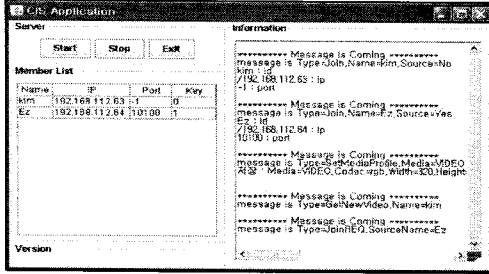 CIS Application
Server
Start Stop Exit
Member List
Name IP Port Key
kim 192.168.112.63 -1 0
Ez 192.168.112.64 10100 1
Version
Information
********** Message is Coming **********
message is Type=Join,Name=kim,Source=No
kim : id
/192.168.112.63 : ip
-1 : port
********** Message is Coming **********
message is Type=Join,Name=Ez,Source=Yes
Ez : id
/192.168.112.64 : ip
10100 : port
********** Message is Coming **********
message is Type=SetMediaProfile,Media=VIDEO
Media=VIDEO,Codec=rgb,Width=320,Height
********** Message is Coming **********
message is Type=GetNewVideo,Name=kim
********** Message is Coming **********
message is Type=JoinREQ,SourceName=Ez